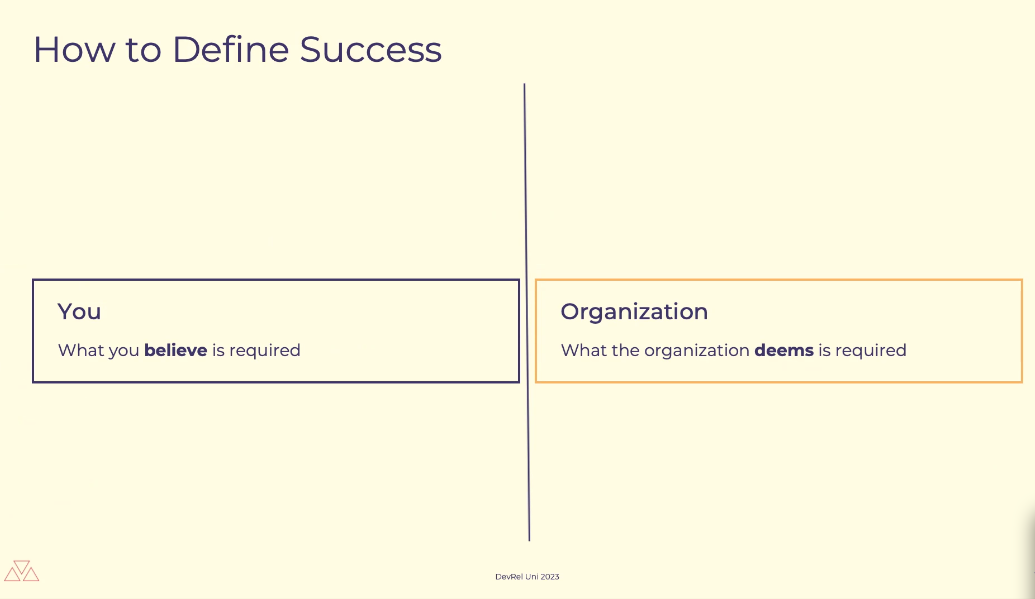 How to Define Success
You
What you believe is required
Organization
What the organization deems is required
DevRel Uni 2023